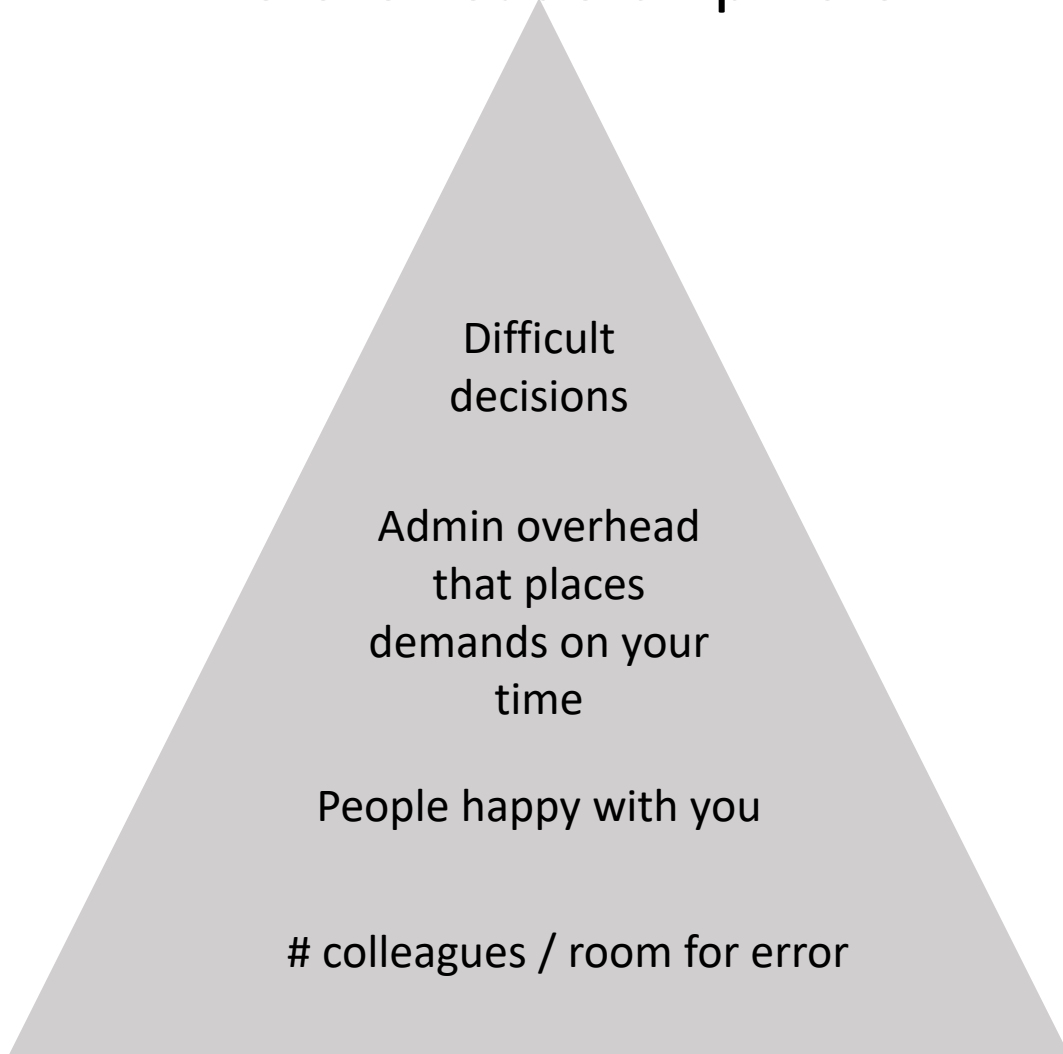 Difficult
decisions
Admin overhead
that places
demands on your
time
People happy with you
# colleagues / room for error